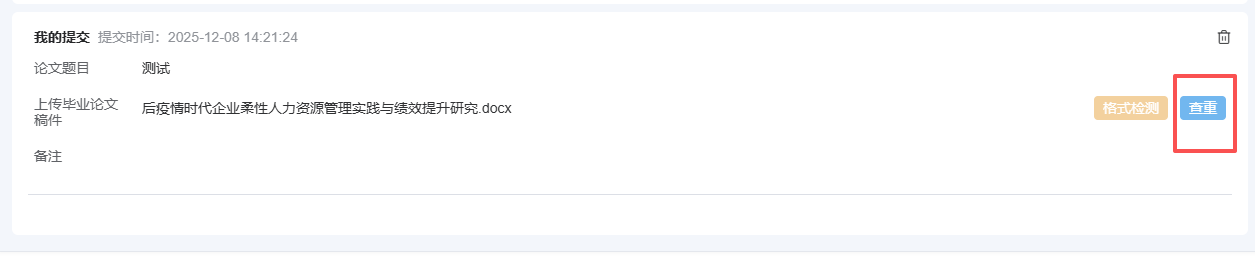 我的提交 提交时间：2025-12-08 14:21:24
论文题目 测试
上传毕业论文稿件 后疫情时代企业柔性人力资源管理实践与绩效提升研究.docx 格式检测 查重
备注